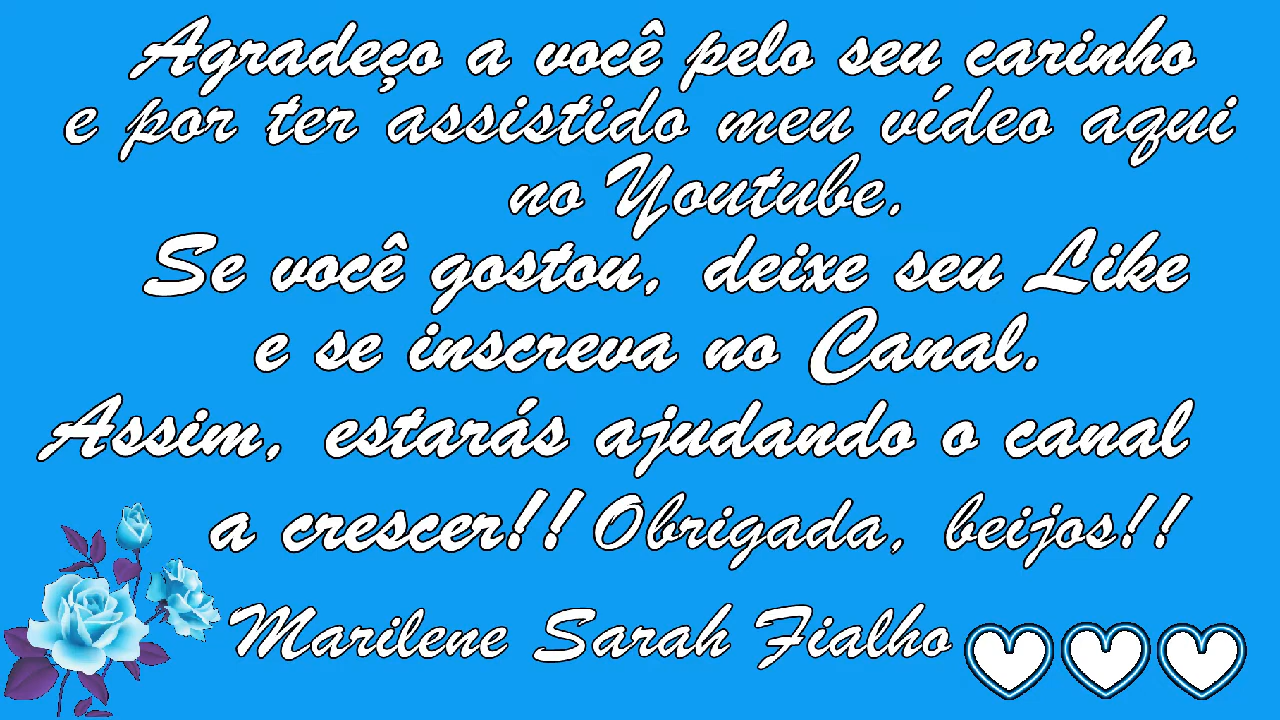 Agradeço a você pelo seu carinho
e por ter assistido meu vídeo aqui
no Youtube.
Se você gostou, deixe seu Like
e se inscreva no Canal.
Assim, estarás ajudando o canal
a crescer!! Obrigada, beijos!!
Marilene Sarah Fialho